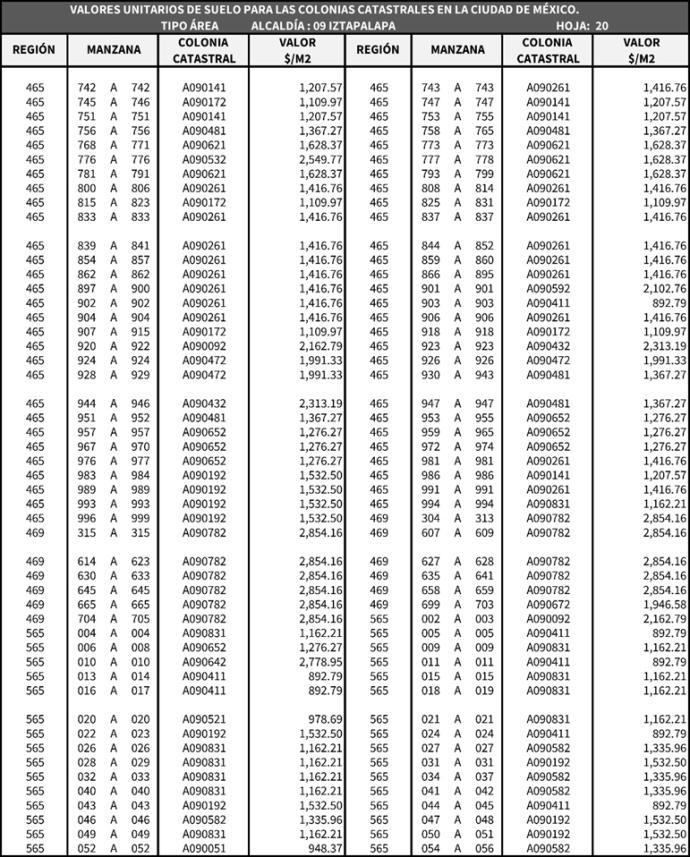 VALORES UNITARIOS DE SUELO PARA LAS COLONIAS CATASTRALES EN LA CIUDAD DE MÉXICO.
TIPO ÁREA ALCALDÍA : 09 IZTAPALAPA HOJA: 20
REGIÓN MANZANA COLONIA CATASTRAL VALOR $/M2 REGIÓN MANZANA COLONIA CATASTRAL VALOR $/M2
465 742 A 742 A090141 1,207.57 465 743 A 743 A090261 1,416.76
465 745 A 746 A090172 1,109.97 465 747 A 747 A090141 1,207.57
465 751 A 751 A090141 1,207.57 465 753 A 755 A090141 1,207.57
465 756 A 756 A090481 1,367.27 465 758 A 765 A090481 1,367.27
465 768 A 771 A090621 1,628.37 465 773 A 773 A090621 1,628.37
465 776 A 776 A090532 2,549.77 465 777 A 778 A090621 1,628.37
465 781 A 791 A090621 1,628.37 465 793 A 799 A090621 1,628.37
465 800 A 806 A090261 1,416.76 465 808 A 814 A090261 1,416.76
465 815 A 823 A090172 1,109.97 465 825 A 831 A090172 1,109.97
465 833 A 833 A090261 1,416.76 465 837 A 837 A090261 1,416.76
465 839 A 841 A090261 1,416.76 465 844 A 852 A090261 1,416.76
465 854 A 857 A090261 1,416.76 465 859 A 860 A090261 1,416.76
465 862 A 862 A090261 1,416.76 465 866 A 895 A090261 1,416.76
465 897 A 900 A090261 1,416.76 465 901 A 901 A090592 2,102.76
465 902 A 902 A090261 1,416.76 465 903 A 903 A090411 892.79
465 904 A 904 A090261 1,416.76 465 906 A 906 A090261 1,416.76
465 907 A 915 A090172 1,109.97 465 918 A 918 A090172 1,109.97
465 920 A 922 A090092 2,162.79 465 923 A 923 A090432 2,313.19
465 924 A 924 A090472 1,991.33 465 926 A 926 A090472 1,991.33
465 928 A 929 A090472 1,991.33 465 930 A 943 A090481 1,367.27
465 944 A 946 A090432 2,313.19 465 947 A 947 A090481 1,367.27
465 951 A 952 A090481 1,367.27 465 953 A 955 A090652 1,276.27
465 957 A 957 A090652 1,276.27 465 959 A 965 A090652 1,276.27
465 967 A 970 A090652 1,276.27 465 972 A 974 A090652 1,276.27
465 976 A 977 A090652 1,276.27 465 981 A 981 A090261 1,416.76
465 983 A 984 A090192 1,532.50 465 986 A 986 A090141 1,207.57
465 989 A 989 A090192 1,532.50 465 991 A 991 A090261 1,416.76
465 993 A 993 A090192 1,532.50 465 994 A 994 A090831 1,162.21
465 996 A 999 A090192 1,532.50 469 304 A 313 A090782 2,854.16
469 315 A 315 A090782 2,854.16 469 607 A 609 A090782 2,854.16
469 614 A 623 A090782 2,854.16 469 627 A 628 A090782 2,854.16
469 630 A 633 A090782 2,854.16 469 635 A 641 A090782 2,854.16
469 645 A 645 A090782 2,854.16 469 658 A 659 A090782 2,854.16
469 665 A 665 A090782 2,854.16 469 699 A 703 A090672 1,946.58
469 704 A 705 A090782 2,854.16 565 002 A 003 A090092 2,162.79
565 004 A 004 A090831 1,162.21 565 005 A 005 A090411 892.79
565 006 A 008 A090652 1,276.27 565 009 A 009 A090831 1,162.21
565 010 A 010 A090642 2,778.95 565 011 A 011 A090411 892.79
565 013 A 014 A090411 892.79 565 015 A 015 A090831 1,162.21
565 016 A 017 A090411 892.79 565 018 A 019 A090831 1,162.21
565 020 A 020 A090521 978.69 565 021 A 021 A090831 1,162.21
565 022 A 023 A090192 1,532.50 565 024 A 024 A090411 892.79
565 026 A 026 A090831 1,162.21 565 027 A 027 A090582 1,335.96
565 028 A 029 A090831 1,162.21 565 031 A 031 A090192 1,532.50
565 032 A 033 A090831 1,162.21 565 034 A 037 A090582 1,335.96
565 040 A 040 A090831 1,162.21 565 041 A 042 A090582 1,335.96
565 043 A 043 A090192 1,532.50 565 044 A 045 A090411 892.79
565 046 A 046 A090582 1,335.96 565 047 A 048 A090192 1,532.50
565 049 A 049 A090831 1,162.21 565 050 A 051 A090192 1,532.50
565 052 A 052 A090051 948.37 565 054 A 056 A090582 1,335.96